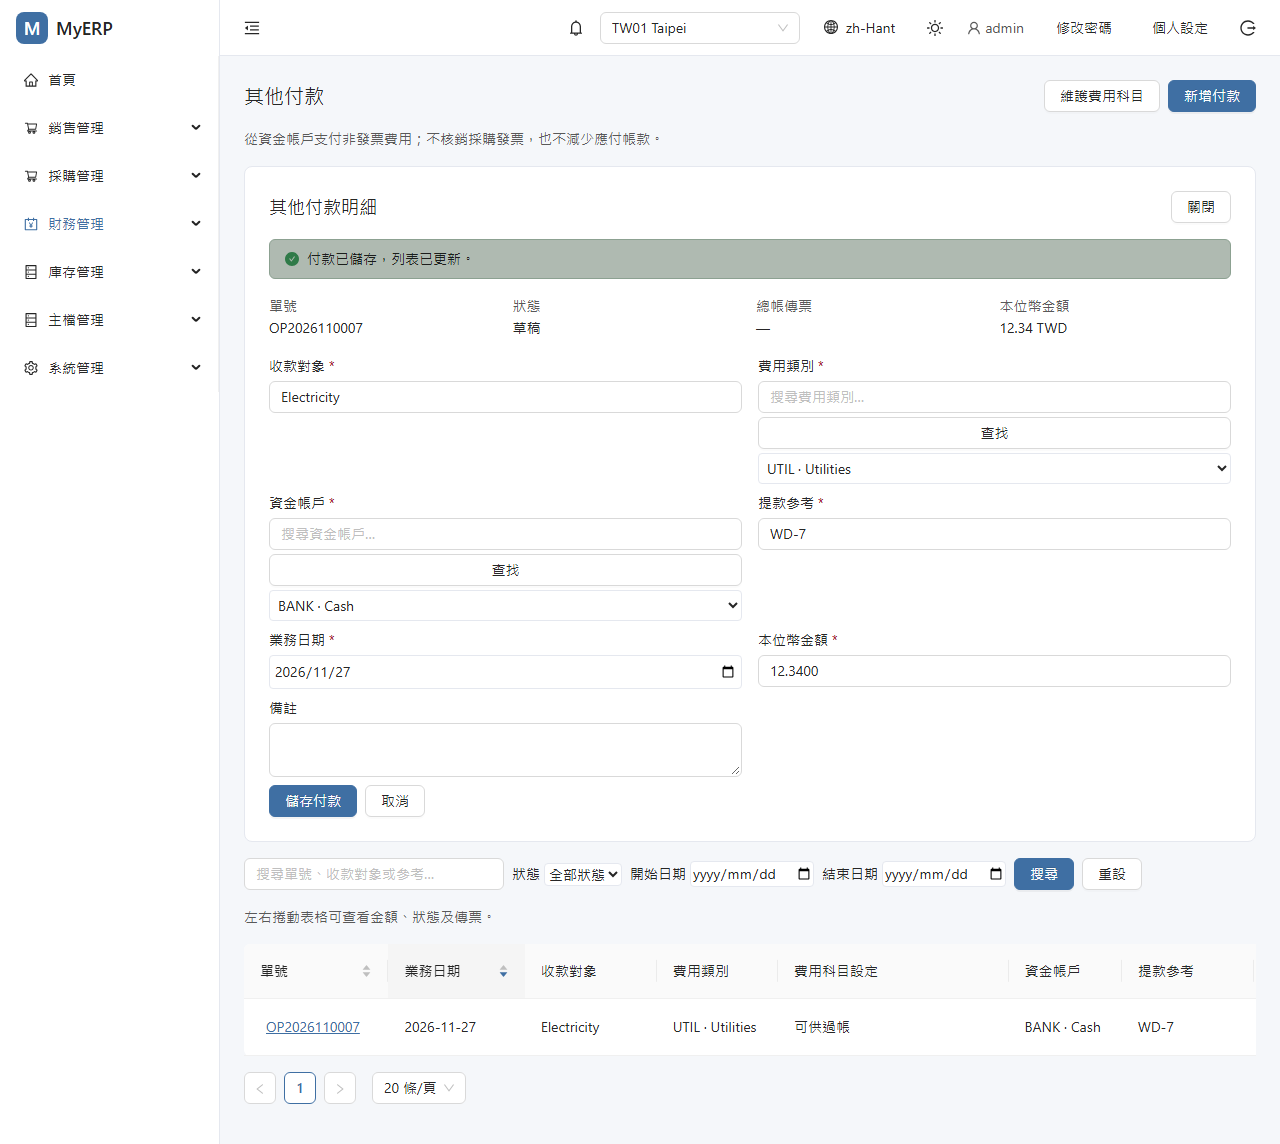 M MyERP
TW01 Taipei
zh-Hant
admin
修改密碼
個人設定
首頁
銷售管理
採購管理
財務管理
庫存管理
主檔管理
系統管理
其他付款
維護費用科目
新增付款
從資金帳戶支付非發票費用；不核銷採購發票，也不減少應付帳款。
其他付款明細
關閉
付款已儲存，列表已更新。
單號
狀態
總帳傳票
本位幣金額
OP2026110007
草稿
—
12.34 TWD
收款對象 *
費用類別 *
Electricity
搜尋費用類別...
查找
UTIL · Utilities
資金帳戶 *
提款參考 *
搜尋資金帳戶...
WD-7
查找
BANK · Cash
業務日期 *
本位幣金額 *
2026/11/27
12.3400
備註
儲存付款
取消
搜尋單號、收款對象或參考...
狀態
全部狀態
開始日期
yyyy/mm/dd
結束日期
yyyy/mm/dd
搜尋
重設
左右捲動表格可查看金額、狀態及傳票。
單號
業務日期
收款對象
費用類別
費用科目設定
資金帳戶
提款參考
OP2026110007
2026-11-27
Electricity
UTIL · Utilities
可供過帳
BANK · Cash
WD-7
< 1 >
20 條/頁